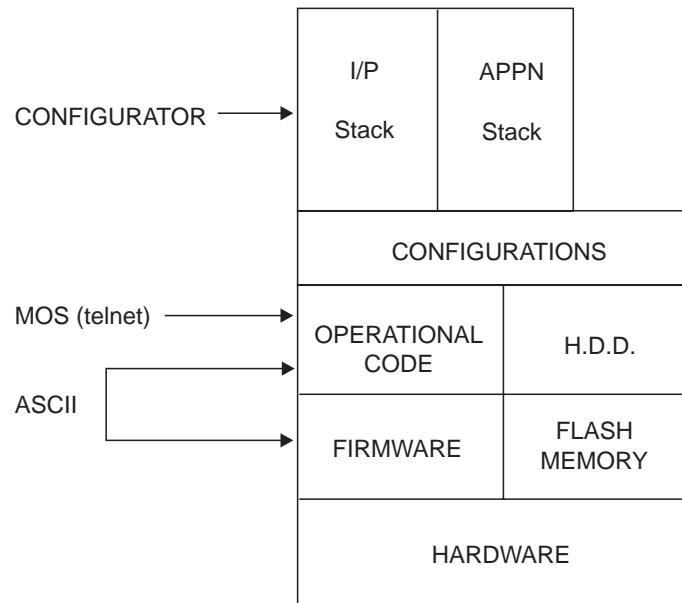 I/P
Stack
APPN
Stack
CONFIGURATOR
CONFIGURATIONS
MOS (telnet)
OPERATIONAL
CODE
H.D.D.
ASCII
FIRMWARE
FLASH
MEMORY
HARDWARE